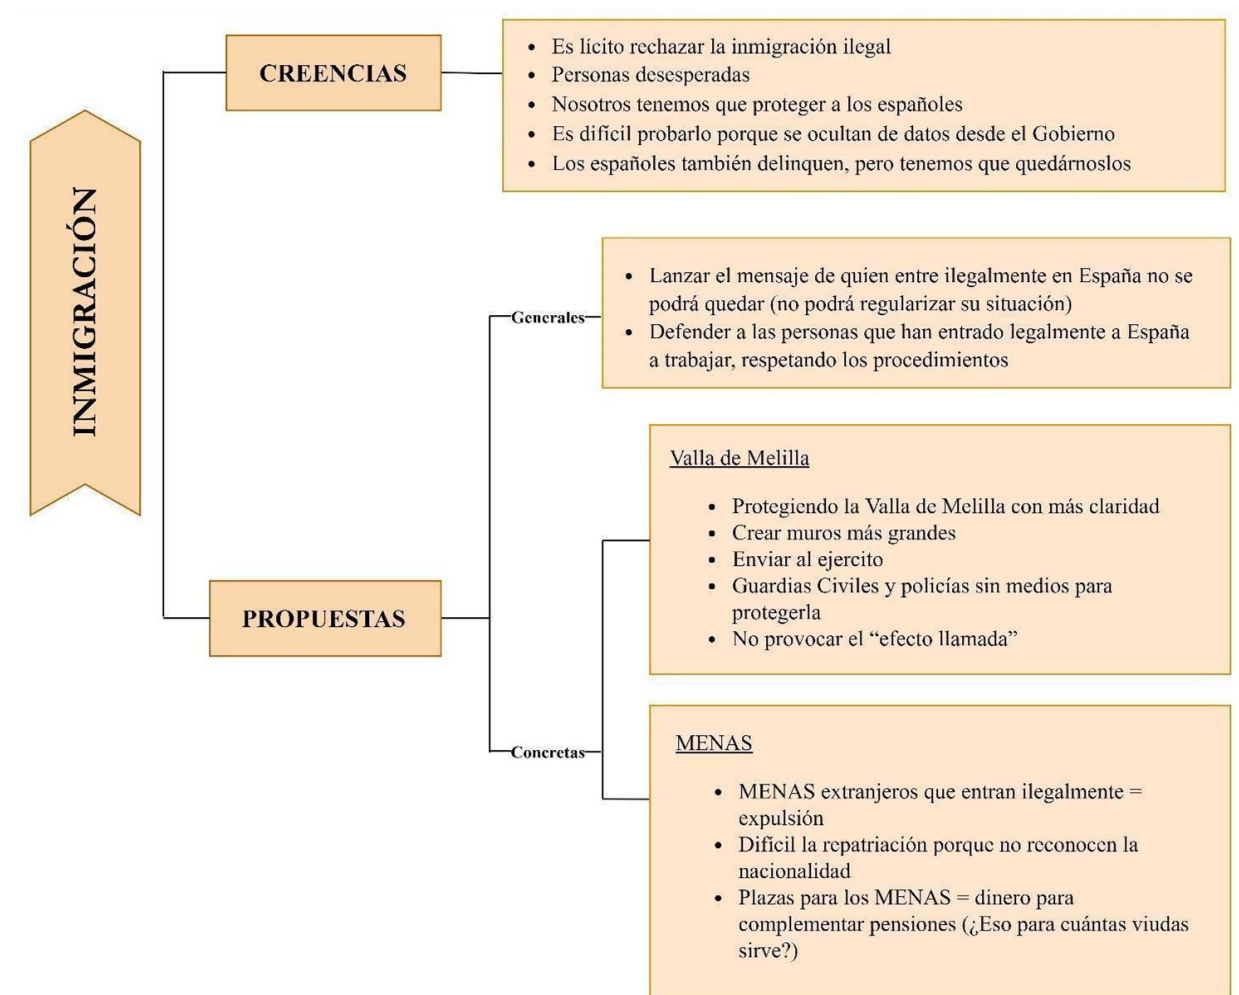 INMIGRACIÓN
CREENCIAS
• Es lícito rechazar la inmigración ilegal
• Personas desesperadas
• Nosotros tenemos que proteger a los españoles
• Es difícil probarlo porque se ocultan de datos desde el Gobierno
• Los españoles también delinquen, pero tenemos que quedárnoslos
PROPUESTAS
Generales
• Lanzar el mensaje de quien entre ilegalmente en España no se
podrá quedar (no podrá regularizar su situación)
• Defender a las personas que han entrado legalmente a España
a trabajar, respetando los procedimientos
Concretas
Valla de Melilla
• Protegiendo la Valla de Melilla con más claridad
• Crear muros más grandes
• Enviar al ejercito
• Guardias Civiles y policías sin medios para
protegerla
• No provocar el “efecto llamada”
MENAS
• MENAS extranjeros que entran ilegalmente =
expulsión
• Difícil la repatriación porque no reconocen la
nacionalidad
• Plazas para los MENAS = dinero para
complementar pensiones (¿Eso para cuántas viudas
sirve?)